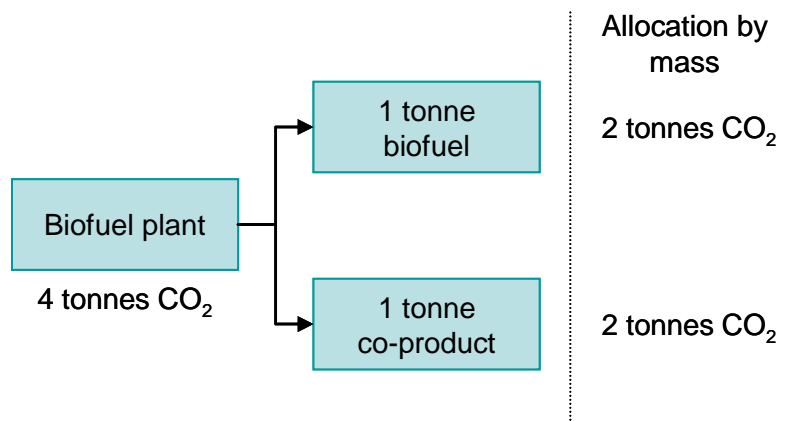 Allocation by
mass
1 tonne
biofuel
2 tonnes CO₂
Biofuel plant
4 tonnes CO₂
1 tonne
co-product
2 tonnes CO₂